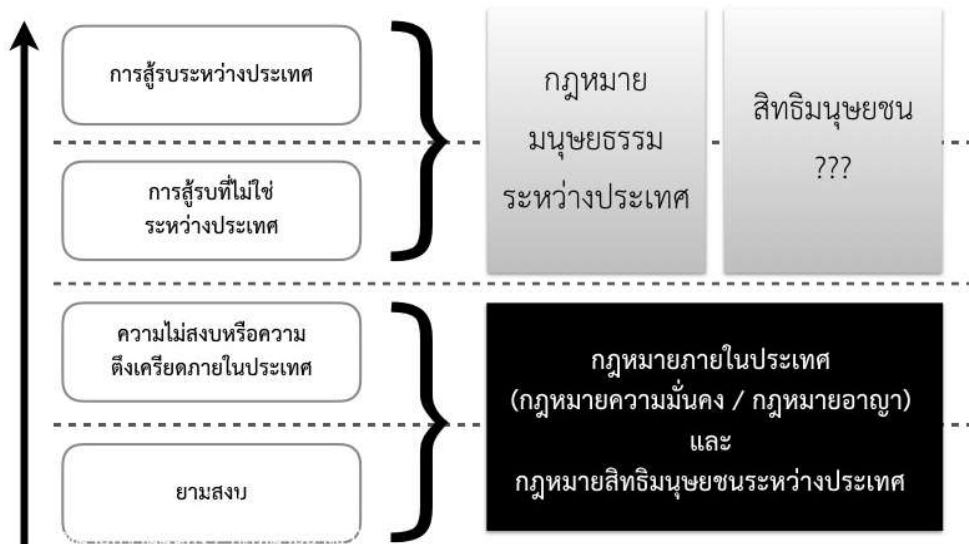 การสู้รบระหว่างประเทศ
การสู้รบที่ไม่ใช่
ระหว่างประเทศ
กฎหมาย
มนุษยธรรม
ระหว่างประเทศ
สิทธิมนุษยชน
???
ความไม่สงบหรือความ
ตึงเครียดภายในประเทศ
ยามสงบ
กฎหมายภายในประเทศ
(กฎหมายความมั่นคง / กฎหมายอาญา)
และ
กฎหมายสิทธิมนุษยชนระหว่างประเทศ